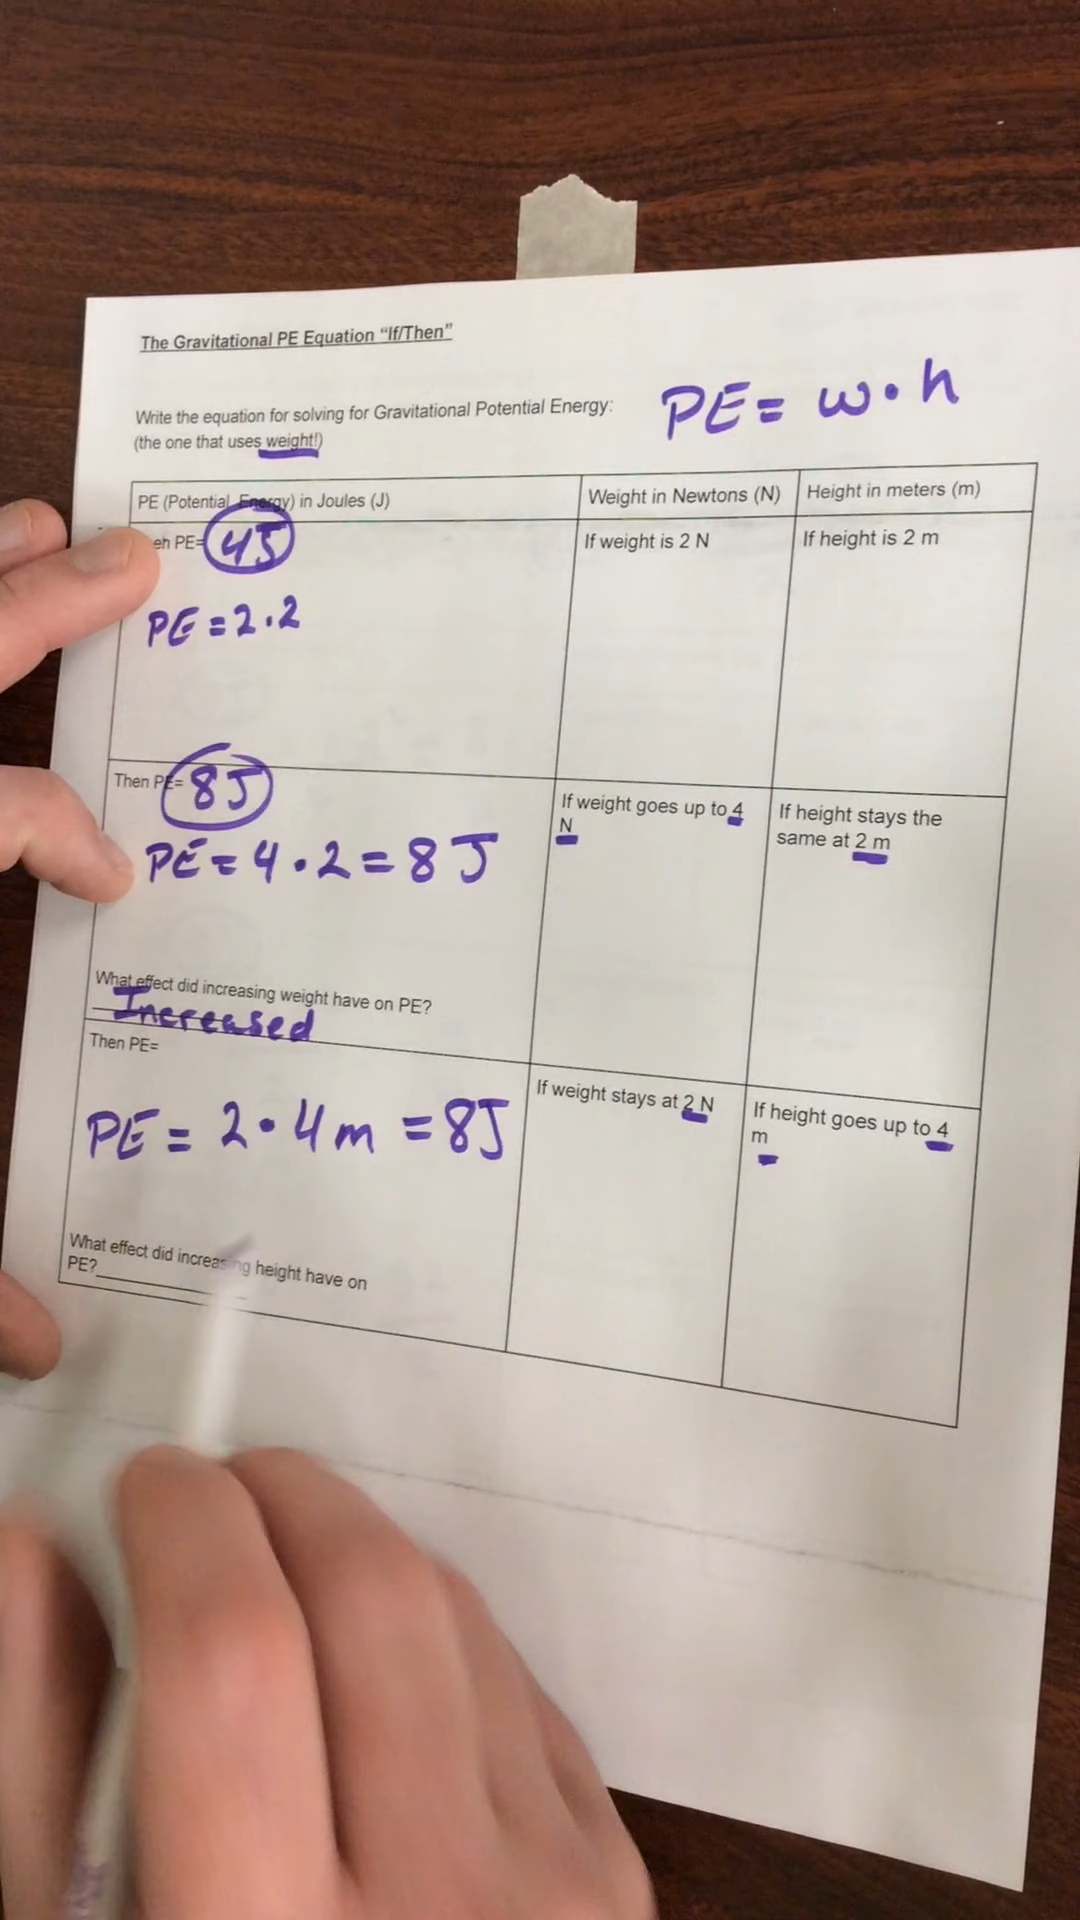 The Gravitational PE Equation “If/Then”
Write the equation for solving for Gravitational Potential Energy:
(the one that uses weight!)
PE = w • h
PE (Potential Energy) in Joules (J)
Weight in Newtons (N)
Height in meters (m)
PE= 4J
If weight is 2 N
If height is 2 m
PE = 2 . 2
Then PE= 8J
If weight goes up to 4
N
If height stays the
same at 2 m
PE = 4 • 2 = 8 J
What effect did increasing weight have on PE?
Increased
Then PE=
If weight stays at 2 N
If height goes up to 4
m
PE = 2 • 4 m = 8J
What effect did increasing height have on
PE?